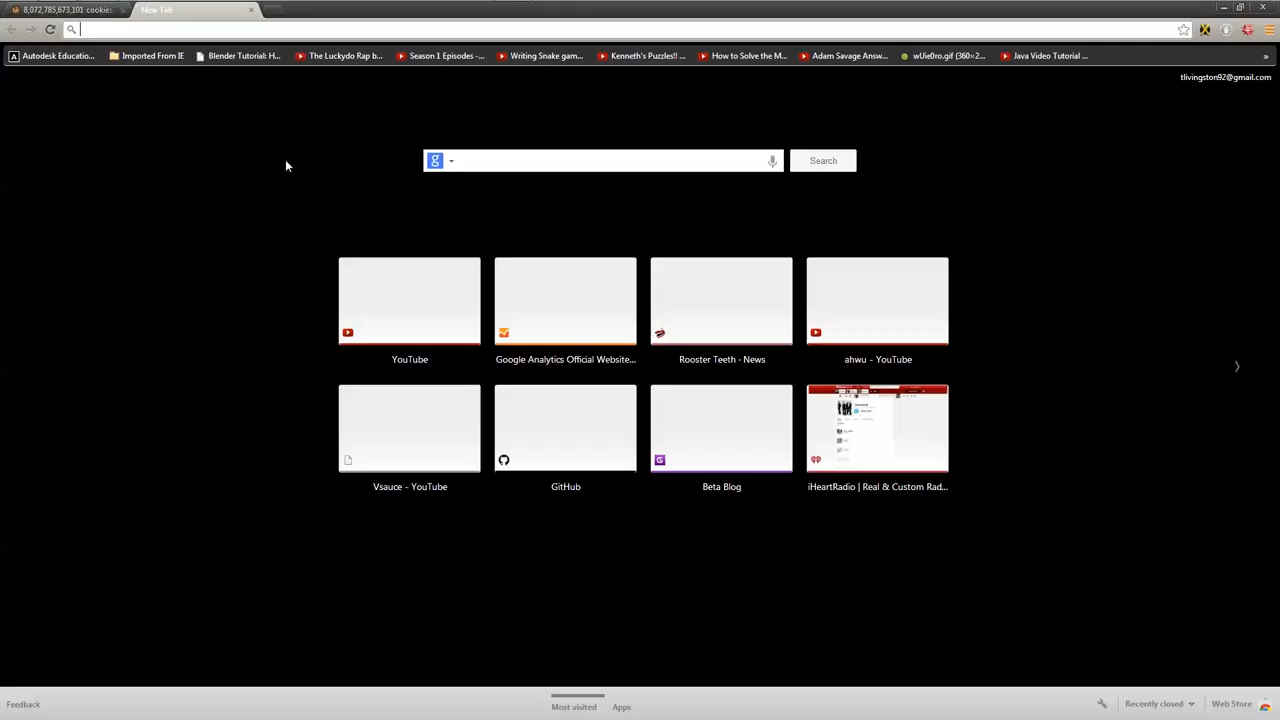 8,072,785,673,101 cookies
New Tab
Autodesk Educatio...
Imported From IE
Blender Tutorial: H...
The Luckydo Rap b...
Season 1 Episodes -...
Writing Snake gam...
Kenneth's Puzzles!! ...
How to Solve the M...
Adam Savage Answ...
wUie0ro.gif (360×2...
Java Video Tutorial ...
»
tlivingston92@gmail.com
g
Search
YouTube
Google Analytics Official Website...
Rooster Teeth - News
ahwu - YouTube
Vsauce - YouTube
GitHub
Beta Blog
iHeartRadio | Real & Custom Rad...
Feedback
Most visited
Apps
Recently closed
Web Store